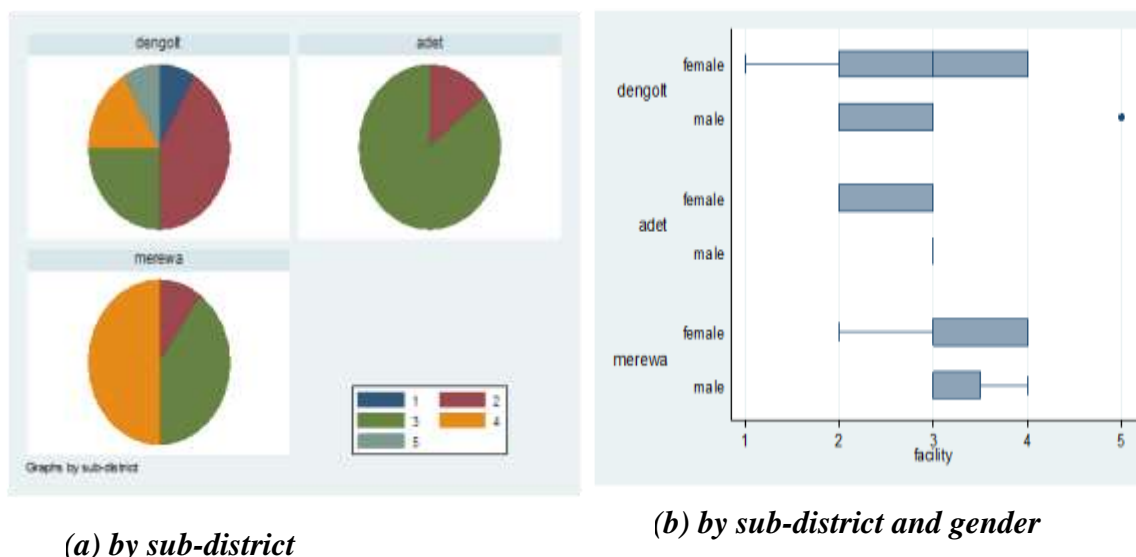 dengolt
adet
merewa
1 2
3 4
5
Graphs by sub-district
(a) by sub-district
dengolt
female
male
adet
female
male
merewa
female
male
1 2 3 4 5
facility
(b) by sub-district and gender